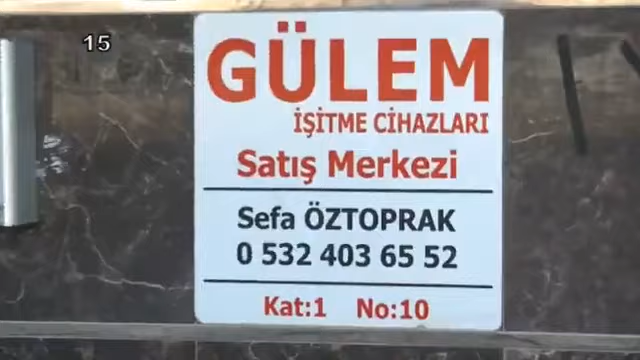 15
GÜLEM
İŞİTME CİHAZLARI
Satış Merkezi
Sefa ÖZTOPRAK
0 532 403 65 52
Kat:1 No:10